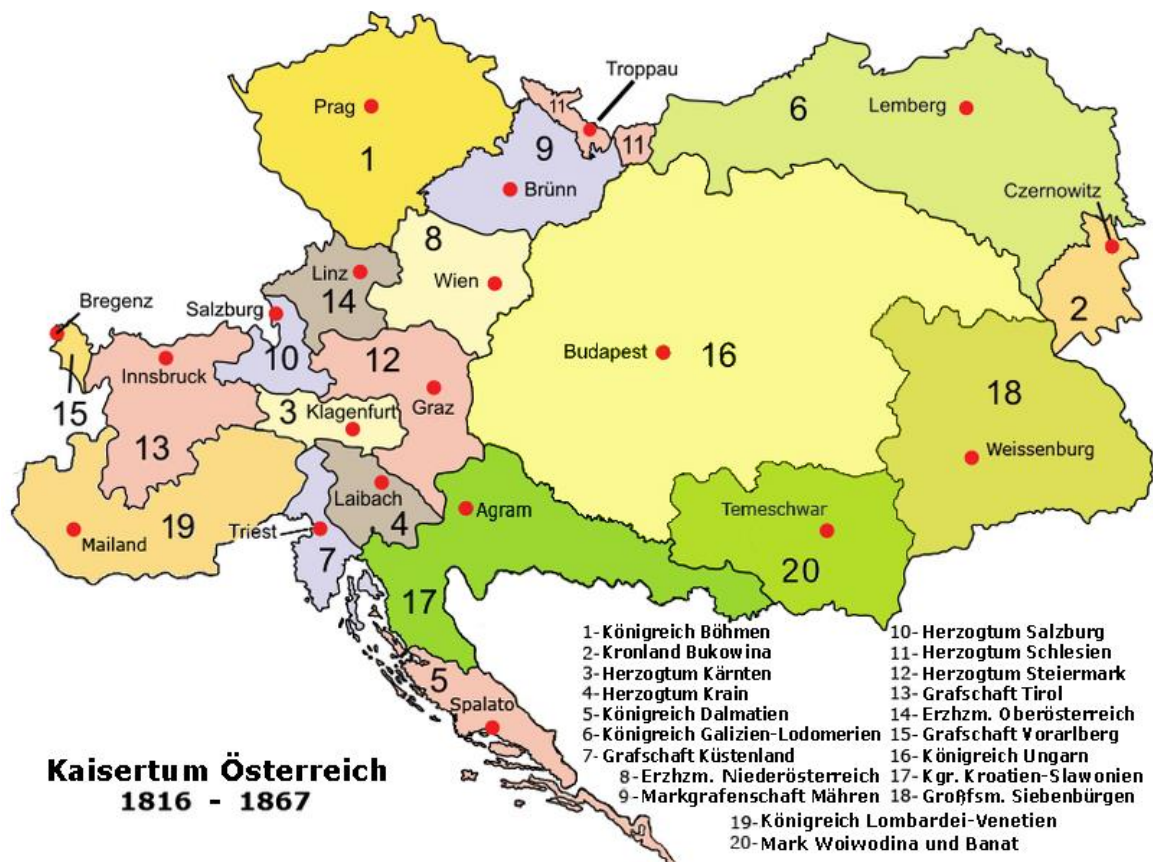 Troppau
Prag
11
6
Lemberg
9
11
1
Brünn
Czernowitz
8
Linz
Wien
2
Bregenz
Salzburg
14
12
Budapest
16
Innsbruck
10
18
15
3
Klagenfurt
Graz
13
Weissenburg
Laibach
Agram
Temeschwar
19
4
Mailand
Triest
7
20
17
5
Spalato
1-Königreich Böhmen
2-Kronland Bukowina
3-Herzogtum Kärnten
4-Herzogtum Krain
5-Königreich Dalmatien
6-Königreich Galizien-Lodomerien
7-Grafschaft Küstenland
8-Erzhzm. Niederösterreich
9-Markgrafenschaft Mähren
10-Herzogtum Salzburg
11-Herzogtum Schlesien
12-Herzogtum Steiermark
13-Grafschaft Tirol
14-Erzhzm. Oberösterreich
15-Grafschaft Vorarlberg
16-Königreich Ungarn
17-Kgr. Kroatien-Slawonien
18-Großfsm. Siebenbürgen
19-Königreich Lombardei-Venetien
20-Mark Woiwodina und Banat
Kaisertum Österreich
1816 - 1867